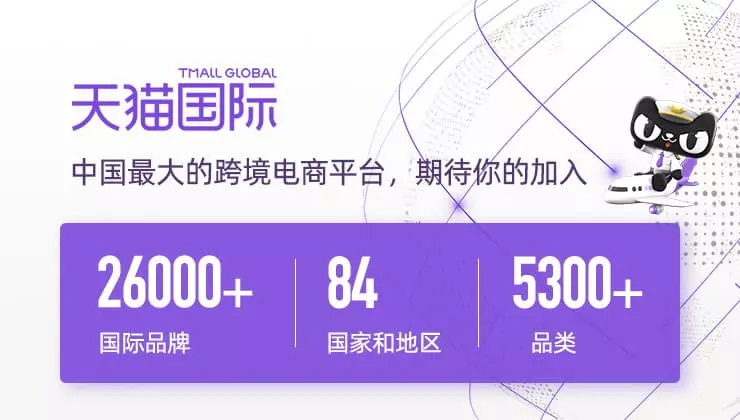 TMALL GLOBAL
天猫国际
中国最大的跨境电商平台，期待你的加入
26000+
国际品牌
84
国家和地区
5300+
品类